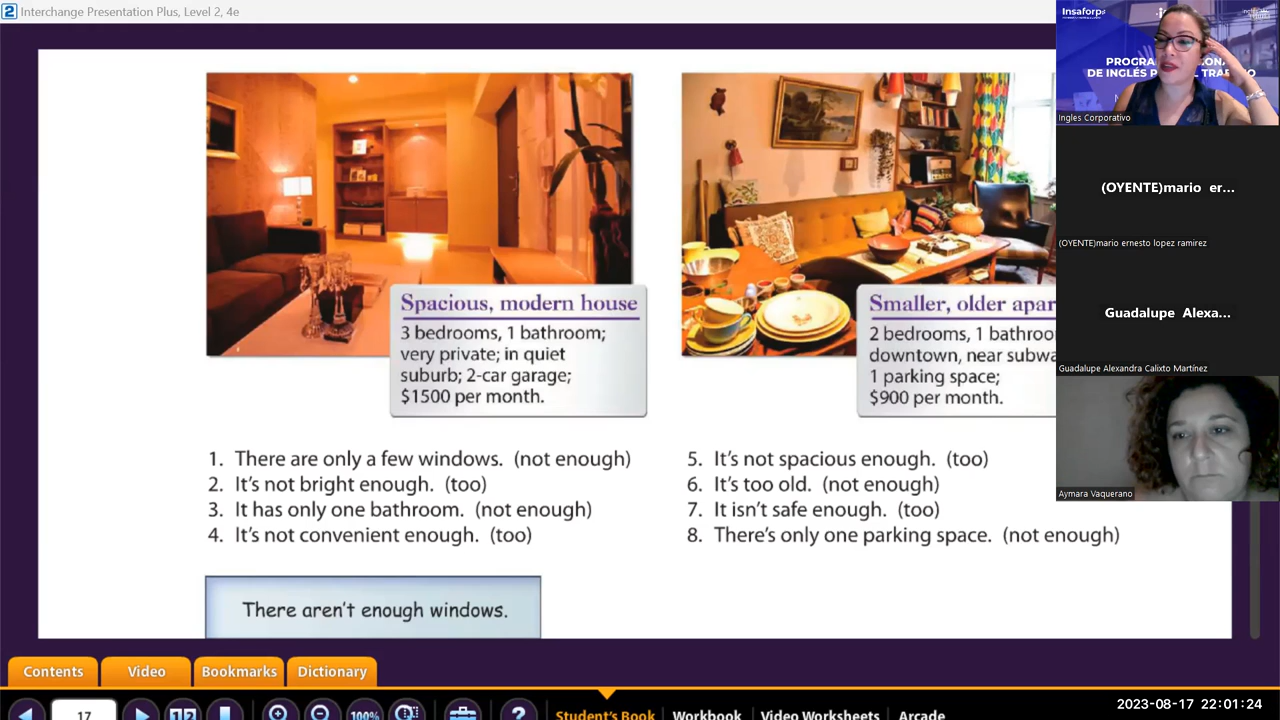 Interchange Presentation Plus, Level 2, 4e
Spacious, modern house
3 bedrooms, 1 bathroom;
very private; in quiet
suburb; 2-car garage;
$1500 per month.
Smaller, older
2 bedrooms, 1
downtown, near
1 parking space;
$900 per month.
1. There are only a few windows. (not enough)
2. It's not bright enough. (too)
3. It has only one bathroom. (not enough)
4. It's not convenient enough. (too)
5. It's not spacious enough. (too)
6. It's too old. (not enough)
7. It isn't safe enough. (too)
8. There's only one parking space. (not enough)
There aren't enough windows.
Insaforp
DE INGLÉS
Ingles Corporativo
(OYENTE)mario er...
(OYENTE)mario ernesto lopez ramirez
Guadalupe Alexa...
Guadalupe Alexandra Calixto Martínez
Aymara Vaquerano
Contents Video Bookmarks Dictionary
17
1 2
100%
?
Student's Book Workbook Video Worksheets Arcade
2023-08-17 22:01:24